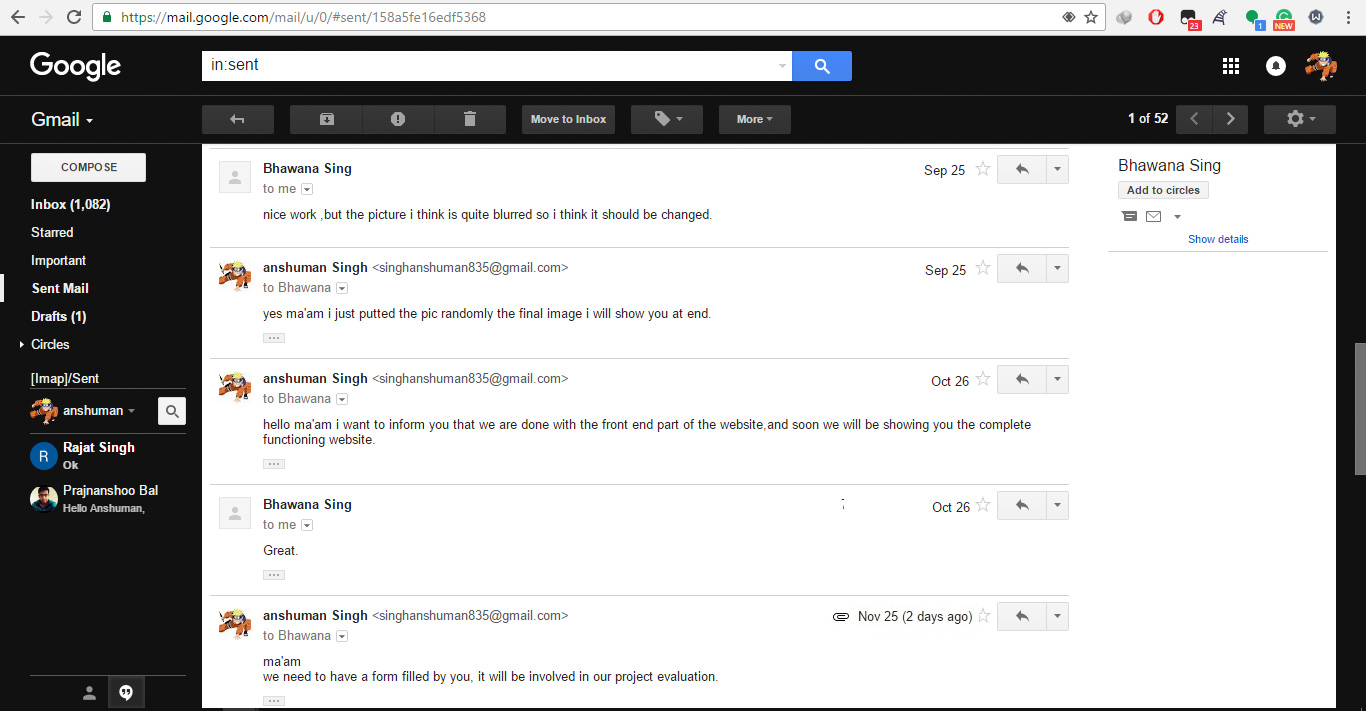 https://mail.google.com/mail/u/0/#sent/158a5fe16edf5368
23
1
NEW
Google
in:sent
Gmail
Move to Inbox
More
1 of 52
COMPOSE
Inbox (1,082)
Starred
Important
Sent Mail
Drafts (1)
Circles
[Imap]/Sent
anshuman
R
Rajat Singh
Ok
Prajnanshoo Bal
Hello Anshuman,
Bhawana Sing
Sep 25
to me
nice work ,but the picture i think is quite blurred so i think it should be changed.
anshuman Singh <singhanshuman835@gmail.com>
Sep 25
to Bhawana
yes ma'am i just putted the pic randomly the final image i will show you at end.
anshuman Singh <singhanshuman835@gmail.com>
Oct 26
to Bhawana
hello ma'am i want to inform you that we are done with the front end part of the website,and soon we will be showing you the complete
functioning website.
Bhawana Sing
Oct 26
to me
Great.
anshuman Singh <singhanshuman835@gmail.com>
Nov 25 (2 days ago)
to Bhawana
ma'am
we need to have a form filled by you, it will be involved in our project evaluation.
Bhawana Sing
Add to circles
Show details